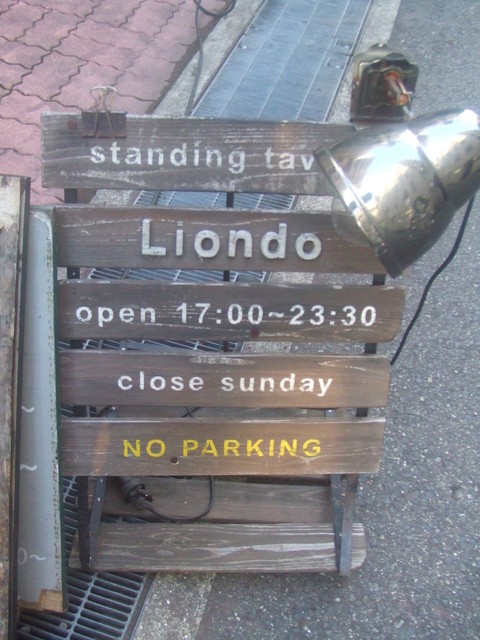 standing tav
Liondo
open 17:00~23:30
close sunday
NO PARKING